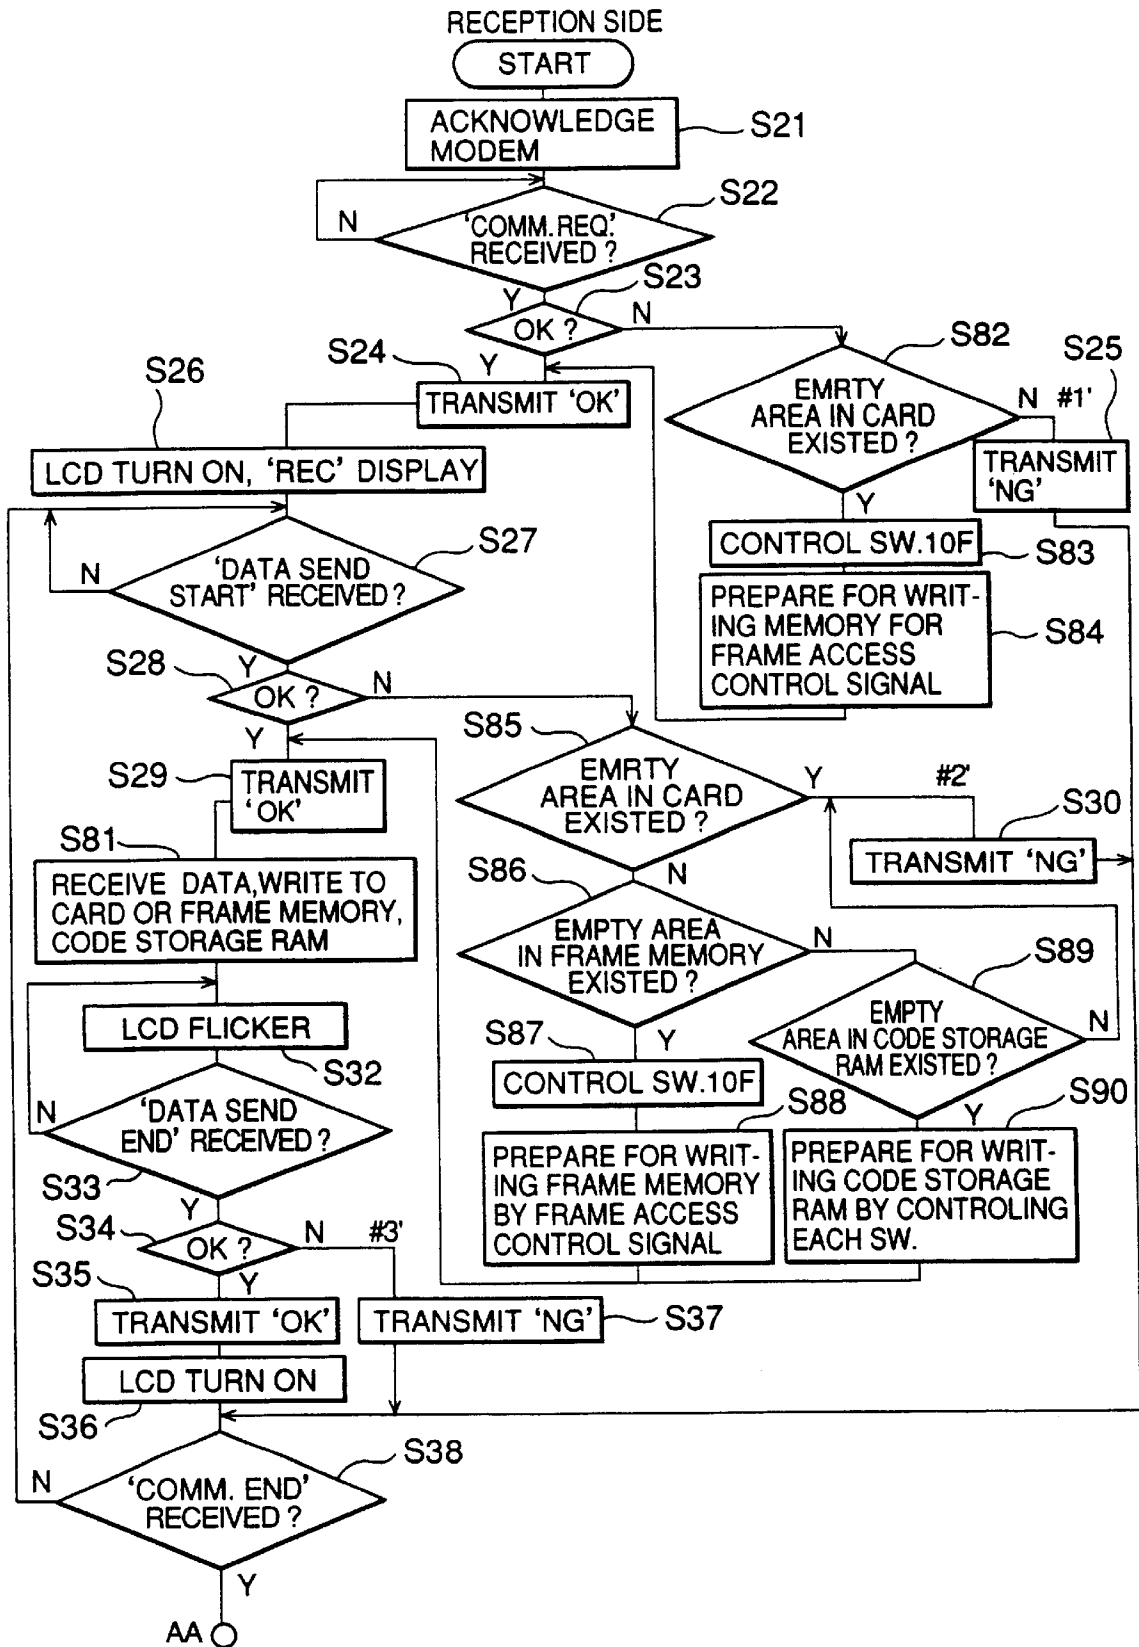 RECEPTION SIDE
START
ACKNOWLEDGE
MODEM
S21
S22
'COMM.REQ.'
RECEIVED ?
N
Y
S23
OK ?
N
Y
S24
TRANSMIT 'OK'
S82
EMRTY
AREA IN CARD
EXISTED ?
N #1'
S25
TRANSMIT
'NG'
Y
S26
LCD TURN ON, 'REC' DISPLAY
CONTROL SW.10F
S83
PREPARE FOR WRIT-
ING MEMORY FOR
FRAME ACCESS
CONTROL SIGNAL
S84
S27
'DATA SEND
START' RECEIVED ?
N
Y
S28
OK ?
N
Y
S29
TRANSMIT
'OK'
S85
EMRTY
AREA IN CARD
EXISTED ?
Y
#2'
S30
TRANSMIT 'NG'
N
S81
RECEIVE DATA,WRITE TO
CARD OR FRAME MEMORY,
CODE STORAGE RAM
S86
EMPTY AREA
IN FRAME MEMORY
EXISTED ?
N
Y
S89
EMPTY
AREA IN CODE STORAGE
RAM EXISTED ?
N
Y
LCD FLICKER
S32
S87
CONTROL SW.10F
S88
PREPARE FOR WRIT-
ING FRAME MEMORY
BY FRAME ACCESS
CONTROL SIGNAL
S90
PREPARE FOR WRIT-
ING CODE STORAGE
RAM BY CONTROLING
EACH SW.
N
'DATA SEND
END' RECEIVED ?
S33
Y
S34
OK ?
N
#3'
Y
S35
TRANSMIT 'OK'
TRANSMIT 'NG'
S37
LCD TURN ON
S36
S38
N
'COMM. END'
RECEIVED ?
Y
AA